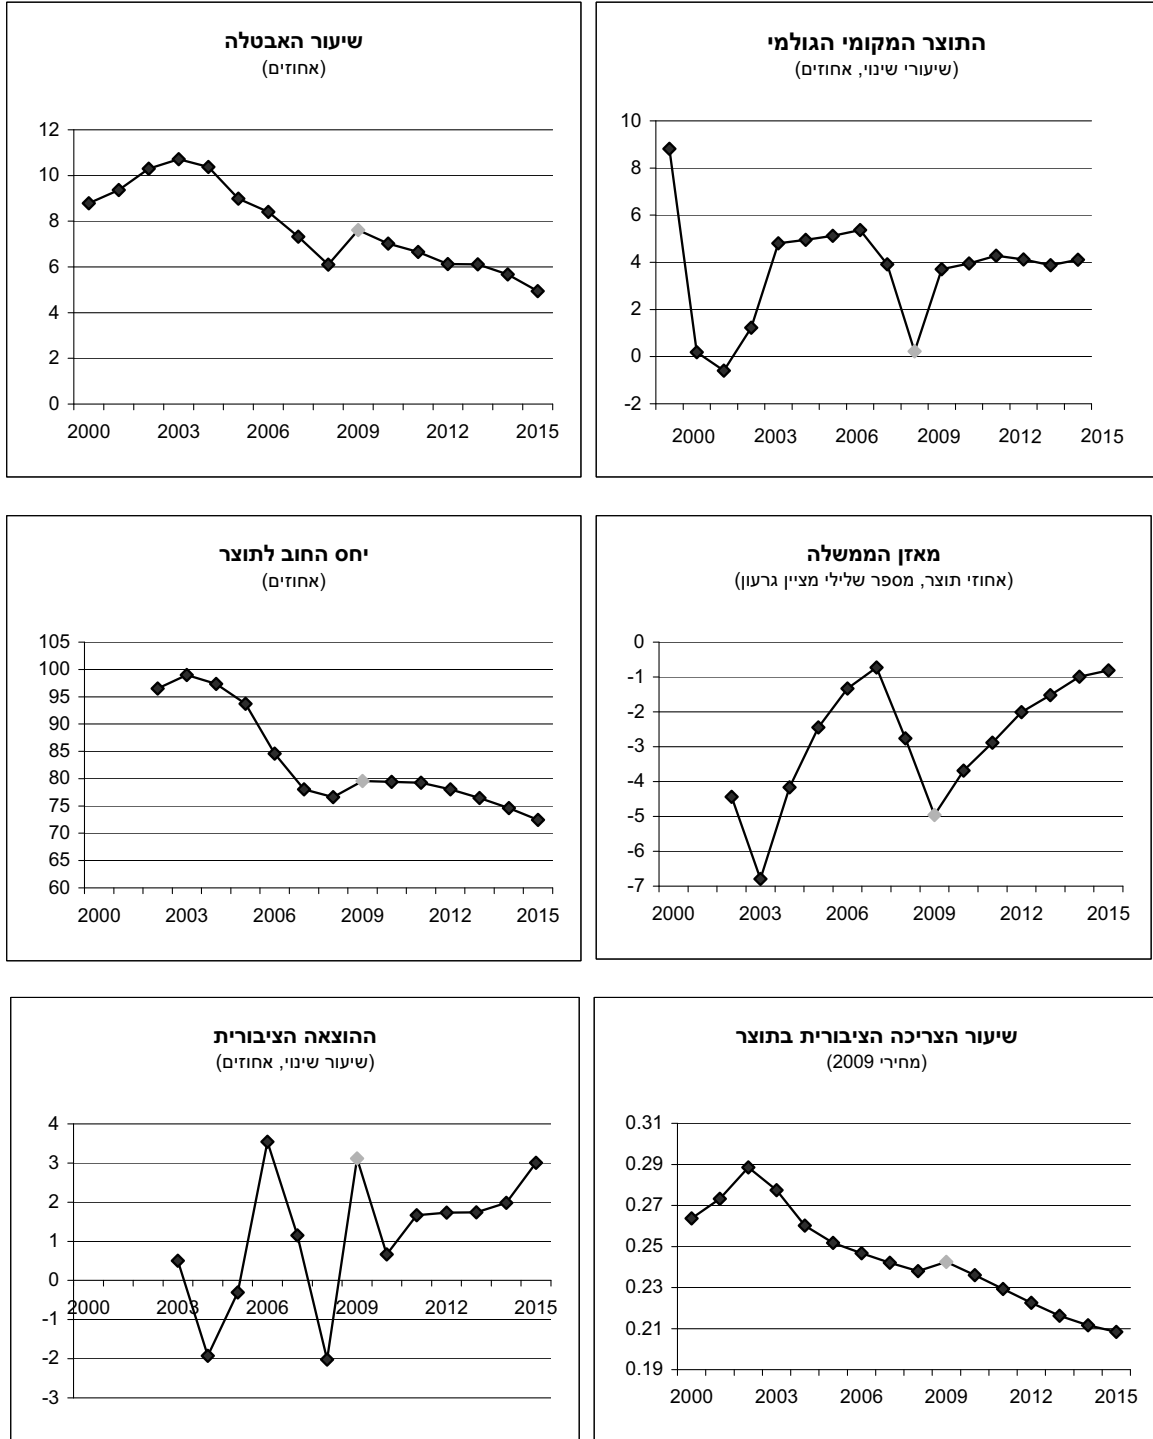 שיעור האבטלה
(אחוזים)
12
10
8
6
4
2
0
2000 2003 2006 2009 2012 2015
התוצר המקומי הגולמי
(שיעורי שינוי, אחוזים)
10
8
6
4
2
0
-2
2000 2003 2006 2009 2012 2015
יחס החוב לתוצר
(אחוזים)
105
100
95
90
85
80
75
70
65
60
2000 2003 2006 2009 2012 2015
מאזן הממשלה
(אחוזי תוצר, מספר שלילי מציין גרעון)
0
-1
-2
-3
-4
-5
-6
-7
2000 2003 2006 2009 2012 2015
ההוצאה הציבורית
(שיעור שינוי, אחוזים)
4
3
2
1
0
-1
-2
-3
2000 2003 2006 2009 2012 2015
שיעור הצריכה הציבורית בתוצר
(מחירי 2009)
0.31
0.29
0.27
0.25
0.23
0.21
0.19
2000 2003 2006 2009 2012 2015